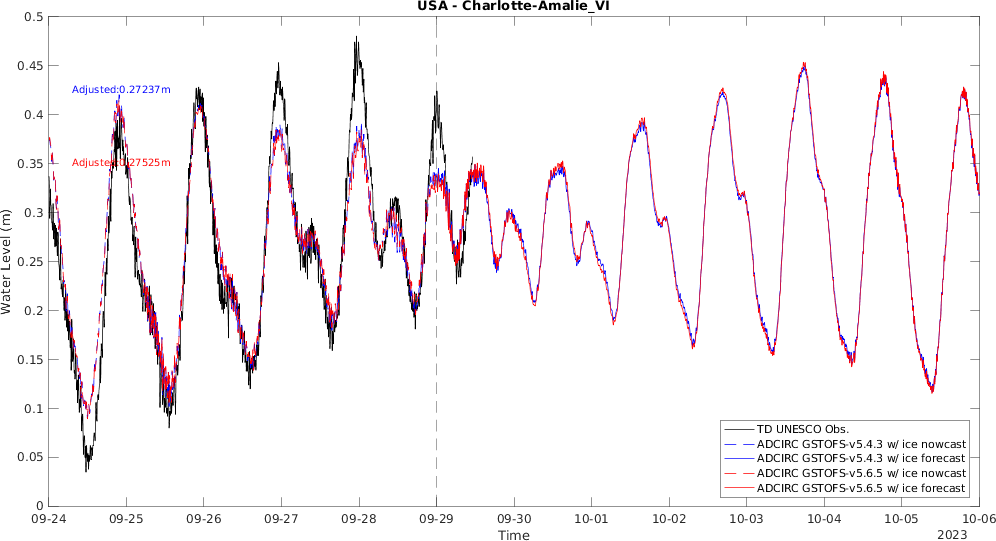 USA - Charlotte-Amalie_VI
0.5
0.45
0.4
0.35
0.3
0.25
0.2
0.15
0.1
0.05
0
Water Level (m)
Adjusted:0.27237m
Adjusted:0.27525m
TD UNESCO Obs.
ADCIRC GSTOFS-v5.4.3 w/ ice nowcast
ADCIRC GSTOFS-v5.4.3 w/ ice forecast
ADCIRC GSTOFS-v5.6.5 w/ ice nowcast
ADCIRC GSTOFS-v5.6.5 w/ ice forecast
09-24 09-25 09-26 09-27 09-28 09-29 09-30 10-01 10-02 10-03 10-04 10-05 10-06
Time
2023